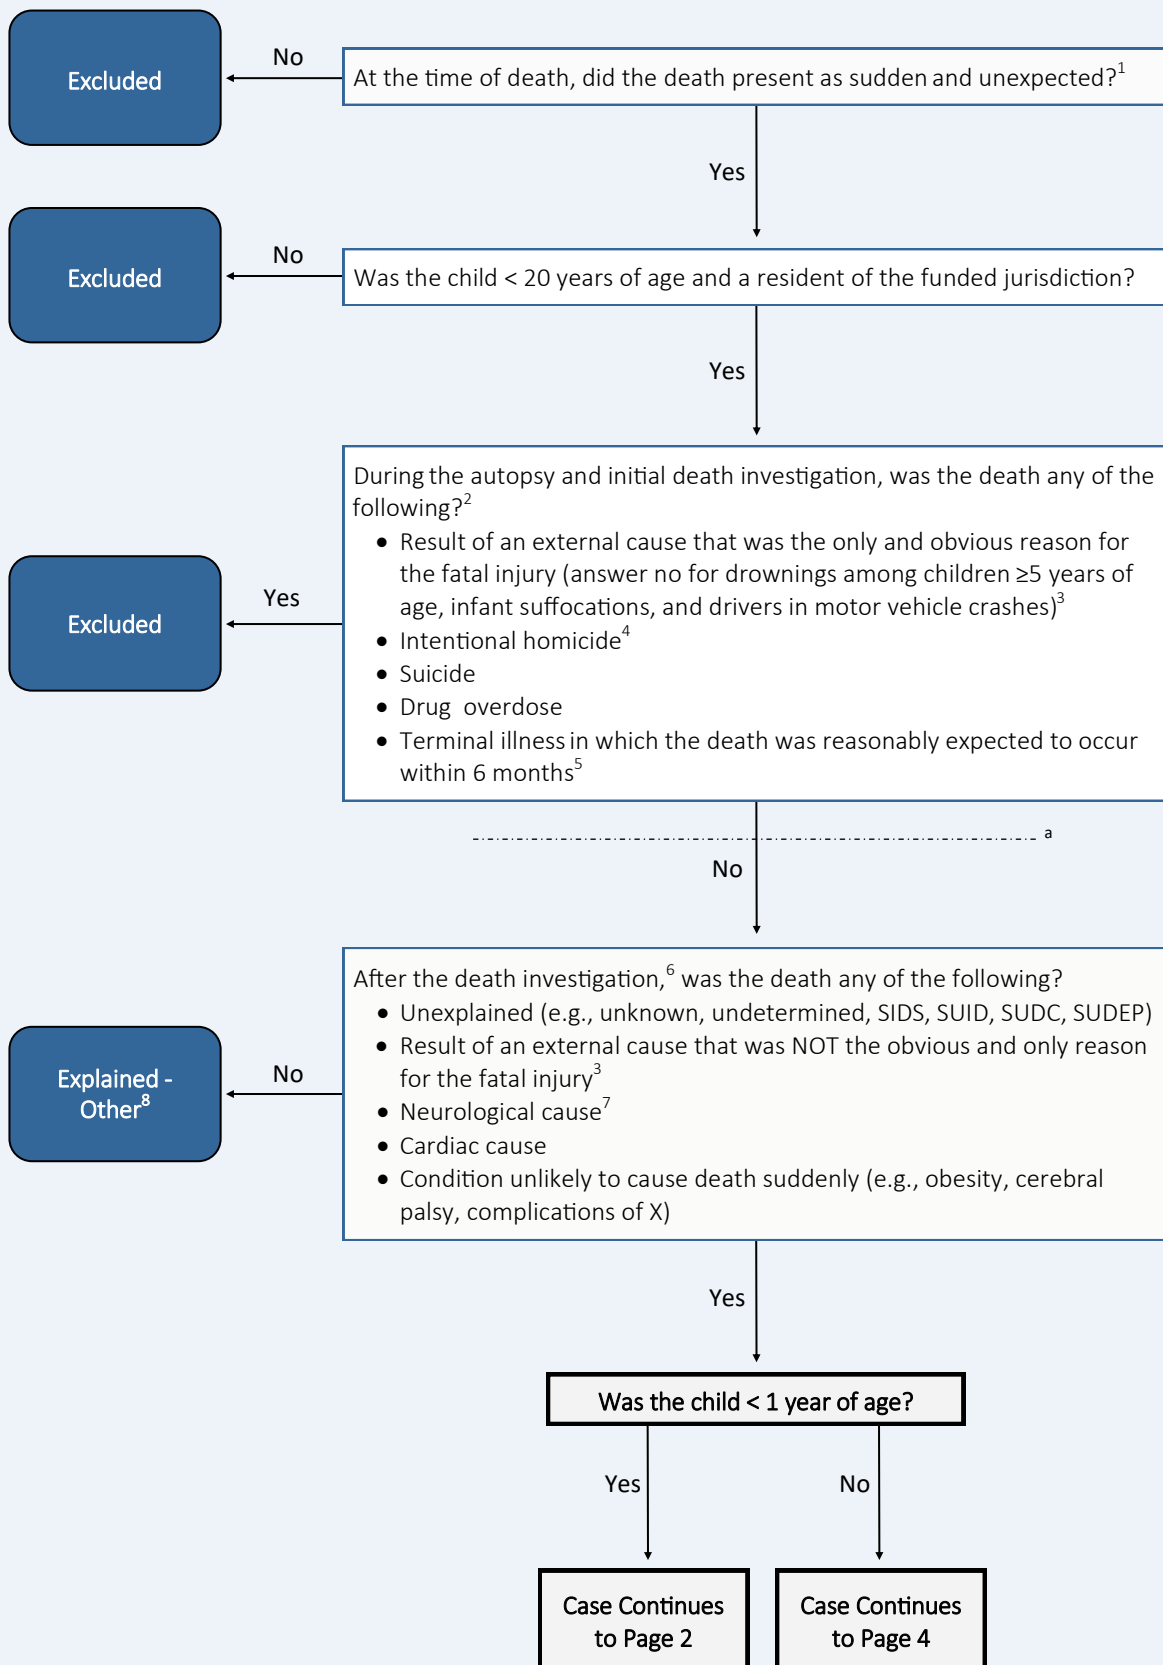 Excluded
No
At the time of death, did the death present as sudden and unexpected?1
Yes
Excluded
No
Was the child < 20 years of age and a resident of the funded jurisdiction?
Yes
During the autopsy and initial death investigation, was the death any of the
following?2
• Result of an external cause that was the only and obvious reason for
the fatal injury (answer no for drownings among children ≥5 years of
age, infant suffocations, and drivers in motor vehicle crashes)3
• Intentional homicide4
• Suicide
• Drug overdose
• Terminal illness in which the death was reasonably expected to occur
within 6 months5
Excluded
Yes
a
No
After the death investigation,6 was the death any of the following?
• Unexplained (e.g., unknown, undetermined, SIDS, SUID, SUDC, SUDEP)
• Result of an external cause that was NOT the obvious and only reason
for the fatal injury3
• Neurological cause7
• Cardiac cause
• Condition unlikely to cause death suddenly (e.g., obesity, cerebral
palsy, complications of X)
Explained -
Other8
No
Yes
Was the child < 1 year of age?
Yes
No
Case Continues
to Page 2
Case Continues
to Page 4